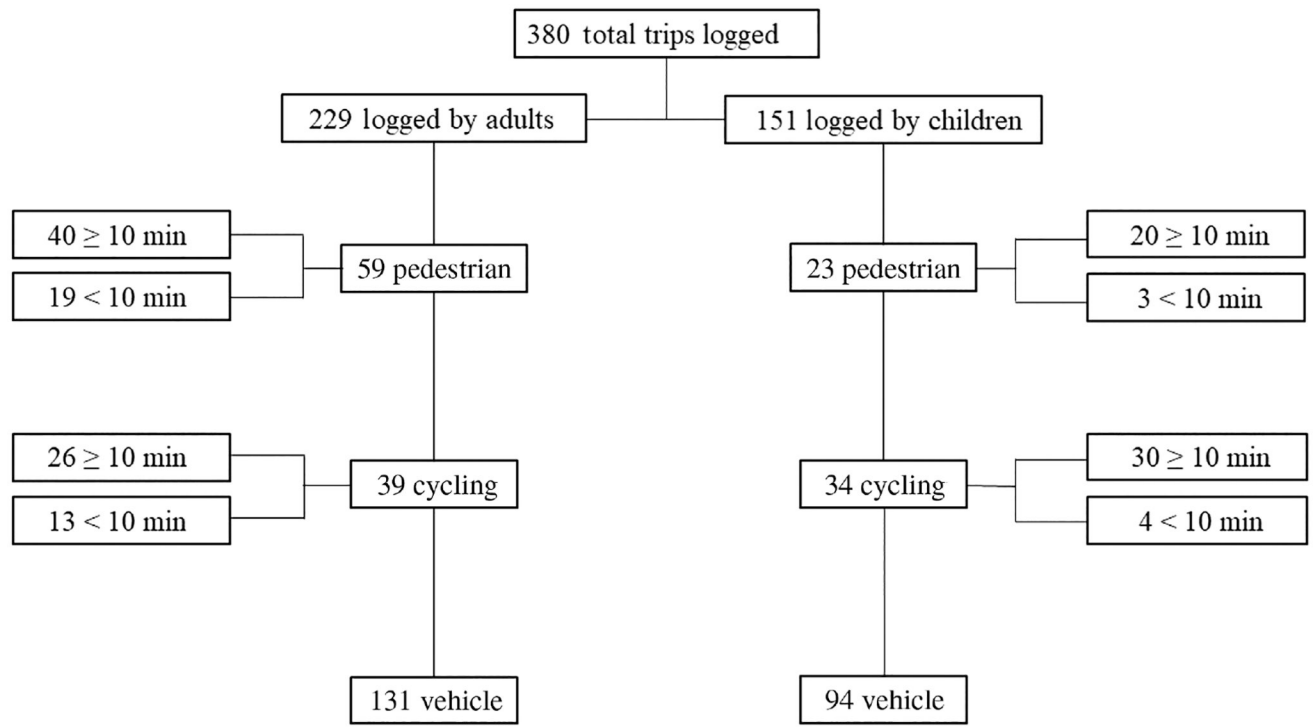 380 total trips logged
229 logged by adults
151 logged by children
40 ≥ 10 min
19 < 10 min
59 pedestrian
23 pedestrian
20 ≥ 10 min
3 < 10 min
26 ≥ 10 min
13 < 10 min
39 cycling
34 cycling
30 ≥ 10 min
4 < 10 min
131 vehicle
94 vehicle